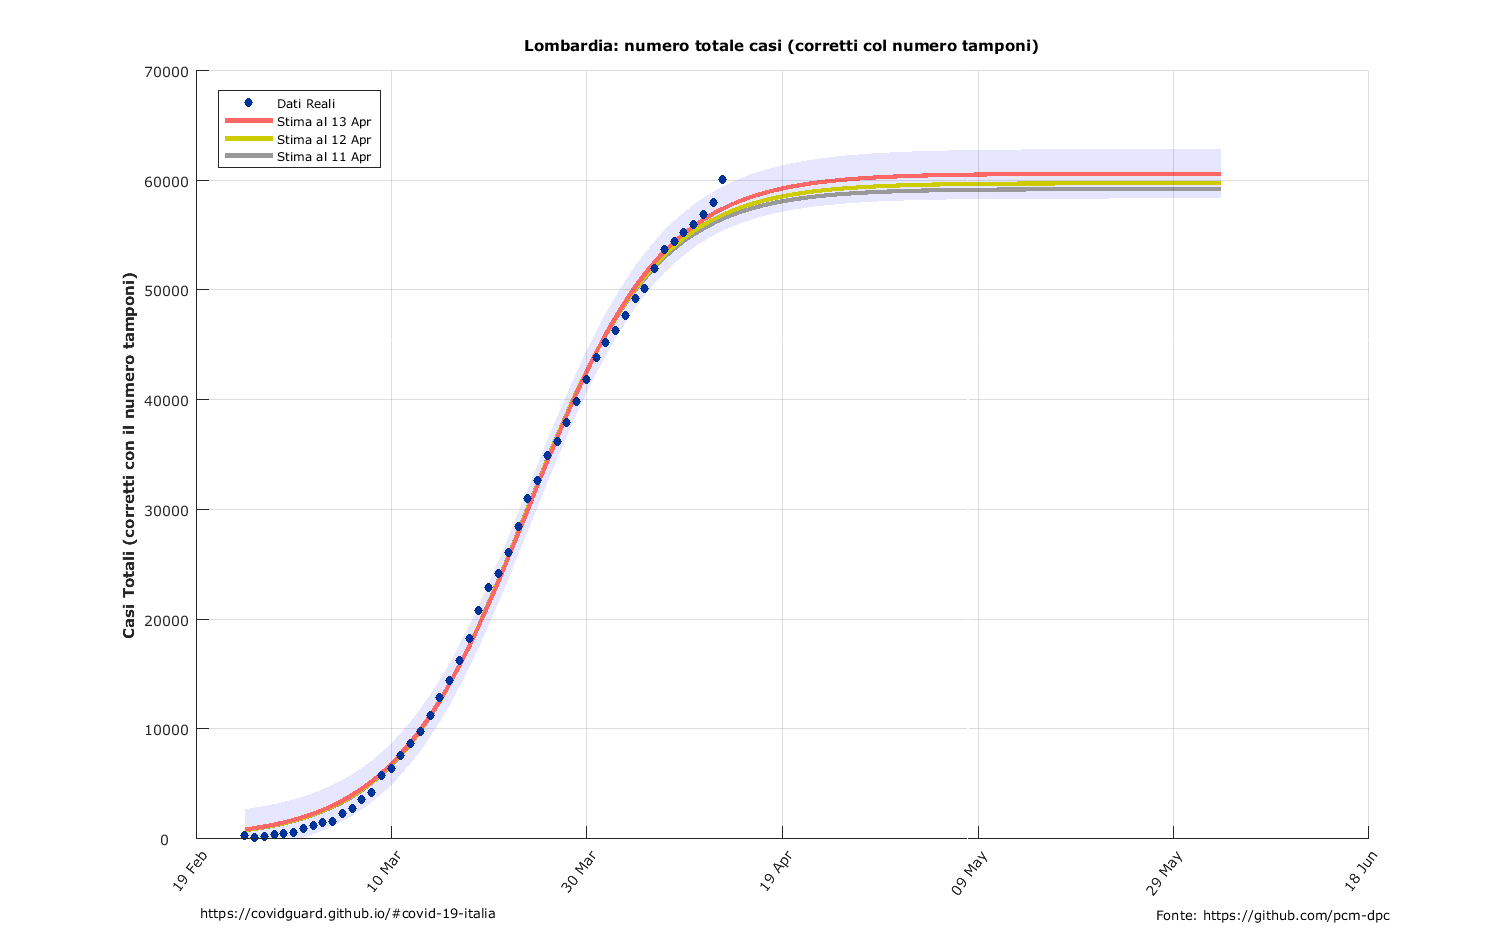 Lombardia: numero totale casi (corretti col numero tamponi)
70000
60000
50000
40000
30000
20000
10000
0
Casi Totali (corretti con il numero tamponi)
Dati Reali
Stima al 13 Apr
Stima al 12 Apr
Stima al 11 Apr
19 Feb
10 Mar
30 Mar
19 Apr
09 May
29 May
18 Jun
https://covidguard.github.io/#covid-19-italia
Fonte: https://github.com/pcm-dpc